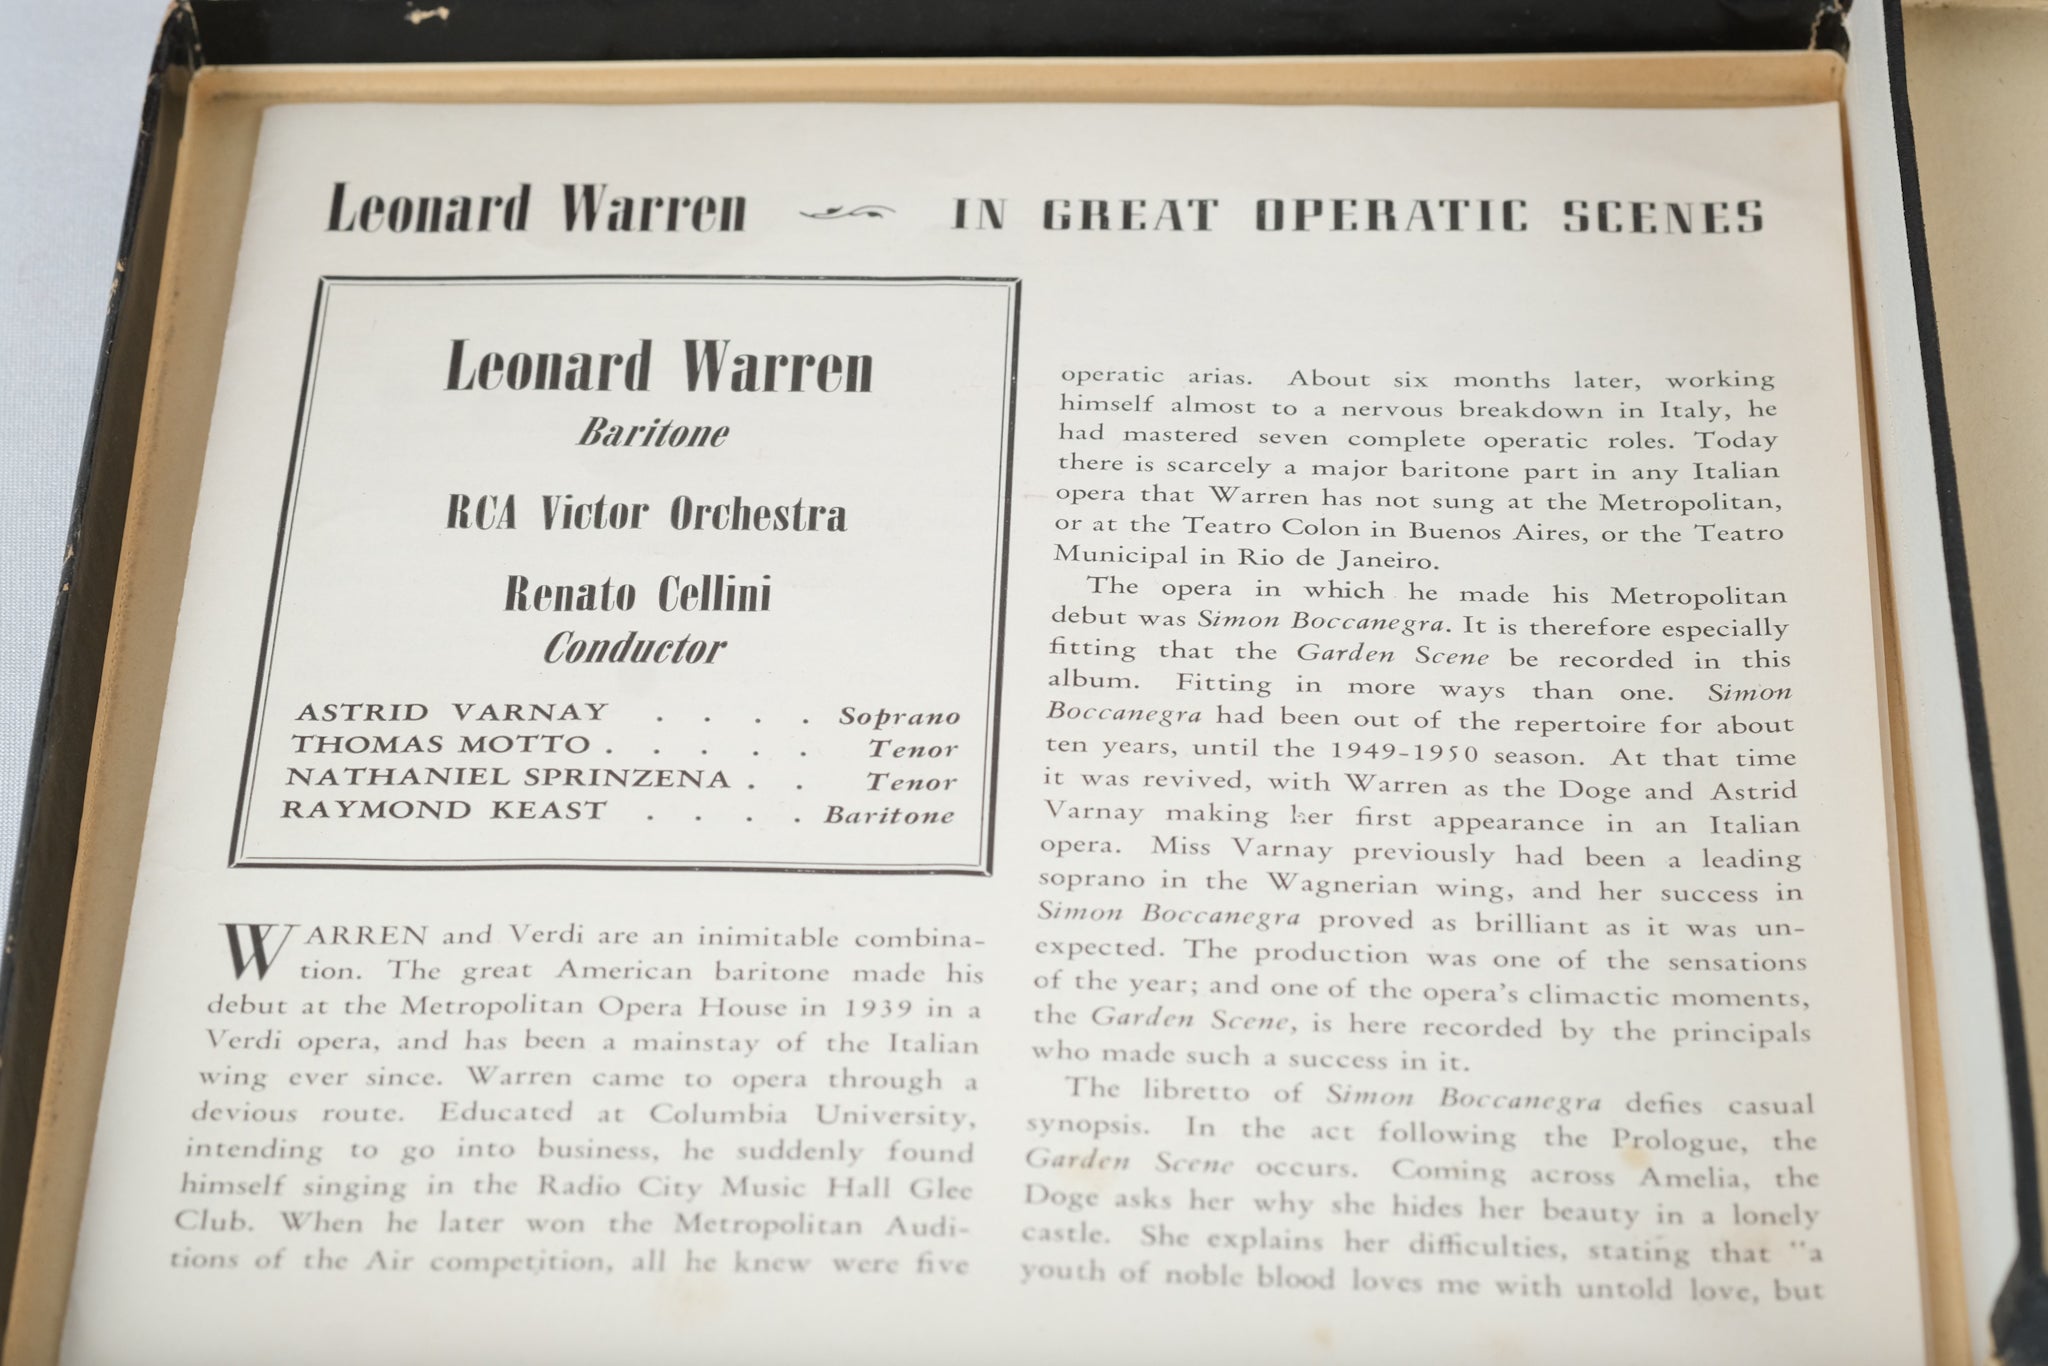 Leonard Warren IN GREAT OPERATIC SCENES
Leonard Warren
Baritone
RCA Victor Orchestra
Renato Cellini
Conductor
ASTRID VARNAY . . . . Soprano
THOMAS MOTTO . . . . . Tenor
NATHANIEL SPRINZENA . . Tenor
RAYMOND KEAST . . . . Baritone
WARREN and Verdi are an inimitable combina-
tion. The great American baritone made his
debut at the Metropolitan Opera House in 1939 in a
Verdi opera, and has been a mainstay of the Italian
wing ever since. Warren came to opera through a
devious route. Educated at Columbia University,
intending to go into business, he suddenly found
himself singing in the Radio City Music Hall Glee
Club. When he later won the Metropolitan Audi-
tions of the Air competition, all he knew were five
operatic arias. About six months later, working
himself almost to a nervous breakdown in Italy, he
had mastered seven complete operatic roles. Today
there is scarcely a major baritone part in any Italian
opera that Warren has not sung at the Metropolitan,
or at the Teatro Colon in Buenos Aires, or the Teatro
Municipal in Rio de Janeiro.
The opera in which he made his Metropolitan
debut was Simon Boccanegra. It is therefore especially
fitting that the Garden Scene be recorded in this
album. Fitting in more ways than one. Simon
Boccanegra had been out of the repertoire for about
ten years, until the 1949-1950 season. At that time
it was revived, with Warren as the Doge and Astrid
Varnay making her first appearance in an Italian
opera. Miss Varnay previously had been a leading
soprano in the Wagnerian wing, and her success in
Simon Boccanegra proved as brilliant as it was un-
expected. The production was one of the sensations
of the year; and one of the opera's climactic moments,
the Garden Scene, is here recorded by the principals
who made such a success in it.
The libretto of Simon Boccanegra defies casual
synopsis. In the act following the Prologue, the
Garden Scene occurs. Coming across Amelia, the
Doge asks her why she hides her beauty in a lonely
castle. She explains her difficulties, stating that "a
youth of noble blood loves me with untold love, but